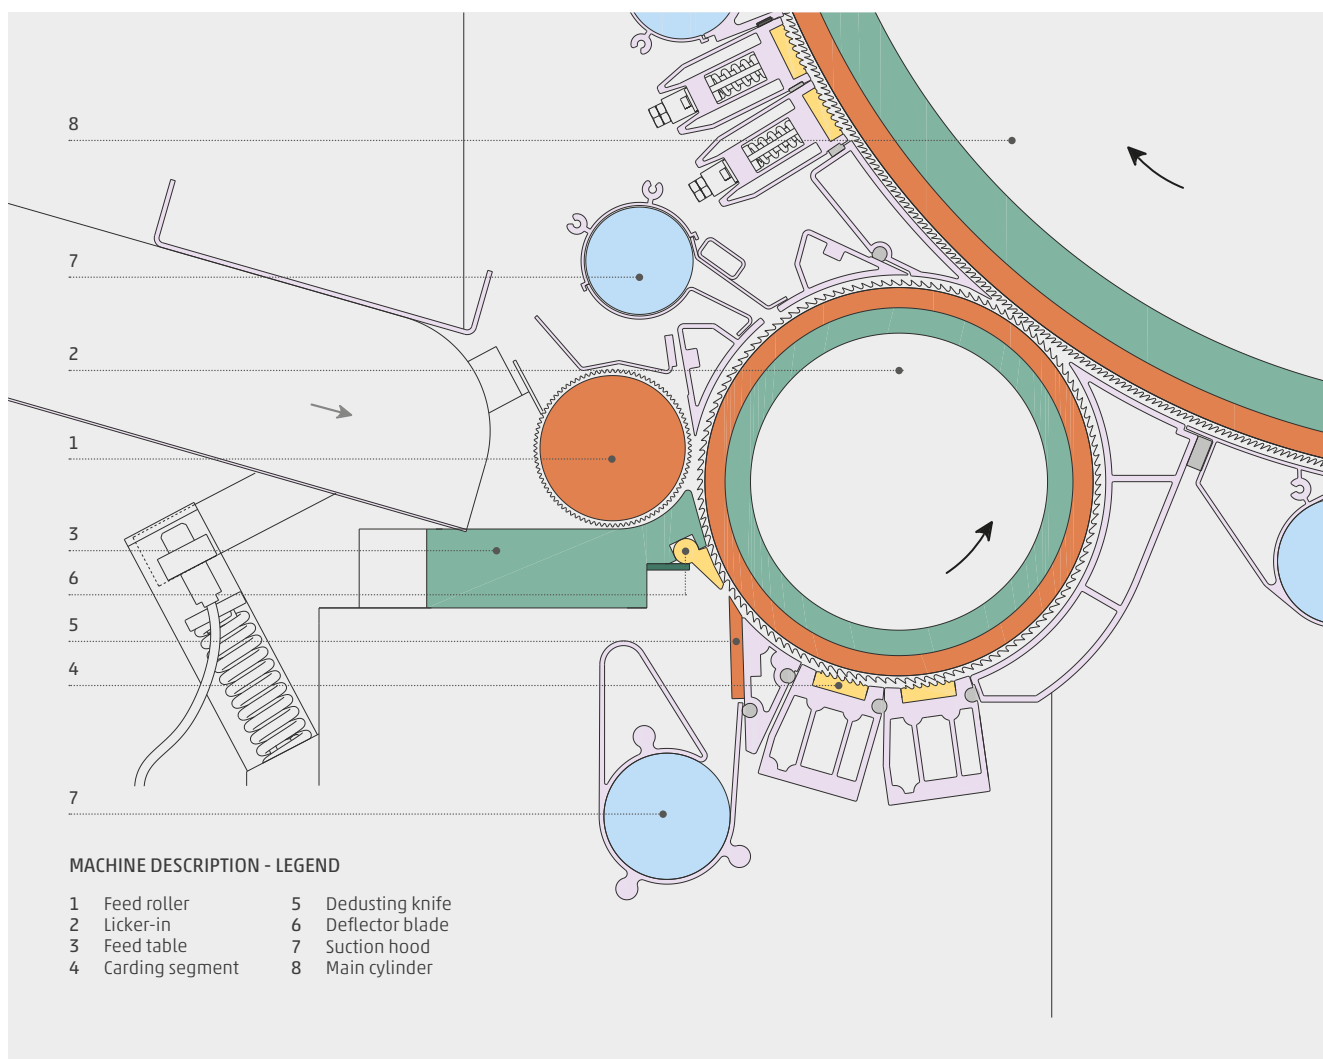 8
7
2
1
3
6
5
4
7
MACHINE DESCRIPTION - LEGEND
1 Feed roller
2 Licker-in
3 Feed table
4 Carding segment
5 Dedusting knife
6 Deflector blade
7 Suction hood
8 Main cylinder